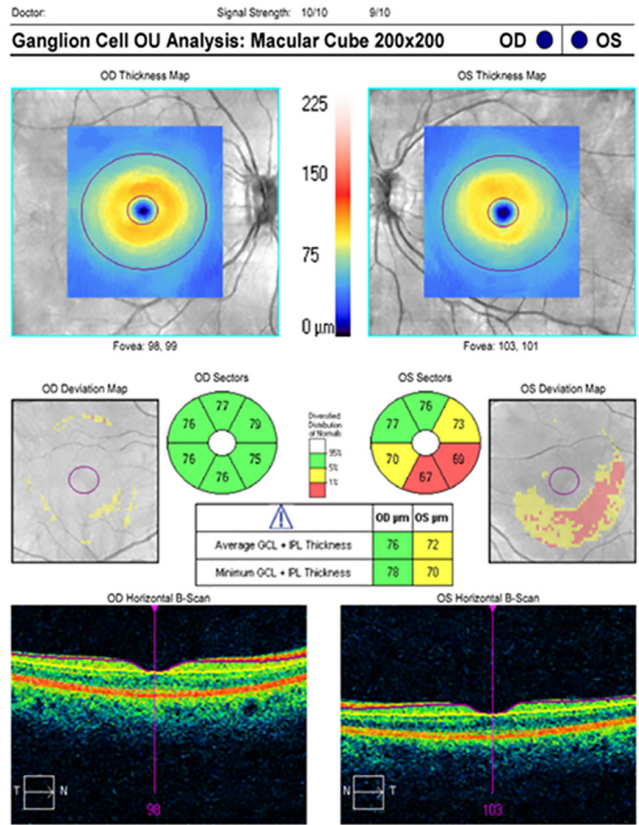 Doctor: Signal Strength: 10/10 9/10
Ganglion Cell OU Analysis: Macular Cube 200x200 OD OS
OD Thickness Map OS Thickness Map
225
150
75
0 µm
Fovea: 98, 99 Fovea: 103, 101
OD Deviation Map OD Sectors OS Sectors OS Deviation Map
77
76 79
76 75
76
Diversified
Distribution
of Normals
95%
5%
1%
76
77 73
70 69
67
OD µm OS µm
Average GCL + IPL Thickness 76 72
Minimum GCL + IPL Thickness 78 70
OD Horizontal B-Scan OS Horizontal B-Scan
T N N T
98 103